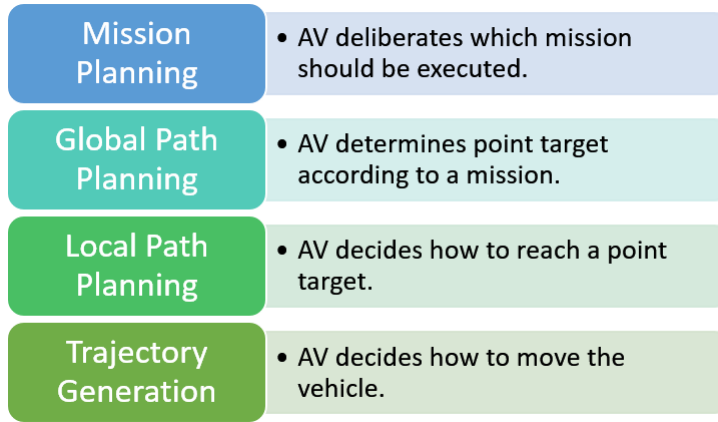 Mission
Planning
• AV deliberates which mission
should be executed.
Global Path
Planning
• AV determines point target
according to a mission.
Local Path
Planning
• AV decides how to reach a point
target.
Trajectory
Generation
• AV decides how to move the
vehicle.